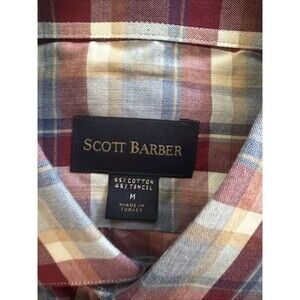 SCOTT BARBER
55% COTTON
45% TENCEL
M
MADE IN
TURKEY